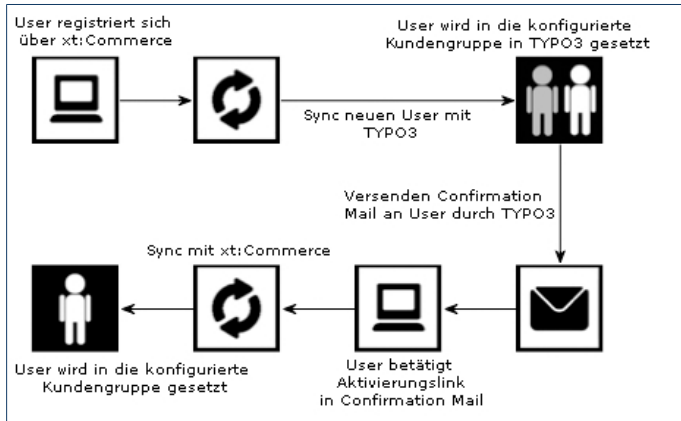 User registriert sich
über xt:Commerce
User wird in die konfigurierte
Kundengruppe in TYPO3 gesetzt
Sync neuen User mit
TYPO3
Versenden Confirmation
Mail an User durch TYPO3
Sync mit xt:Commerce
User wird in die konfigurierte
Kundengruppe gesetzt
User betätigt
Aktivierungslink
in Confirmation Mail